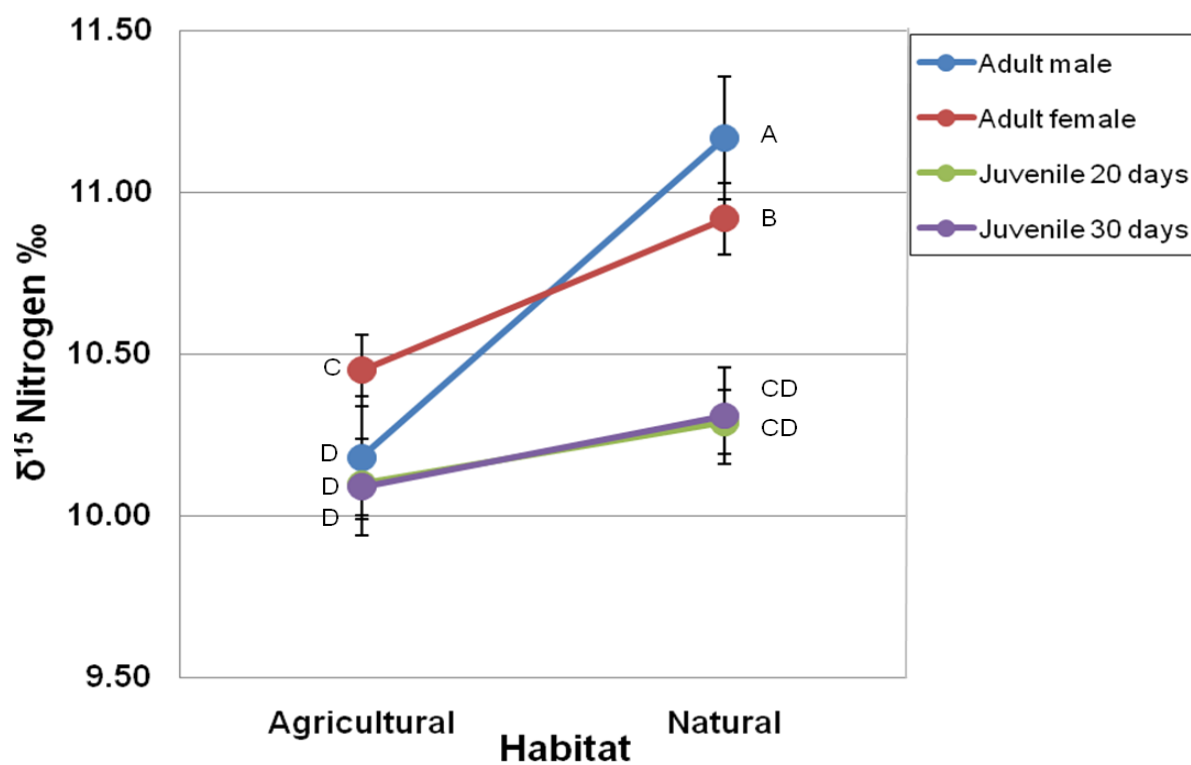 11.50
11.00
10.50
10.00
9.50
δ¹⁵ Nitrogen ‰
A
B
C
CD
CD
D
D
D
Agricultural
Natural
Habitat
Adult male
Adult female
Juvenile 20 days
Juvenile 30 days